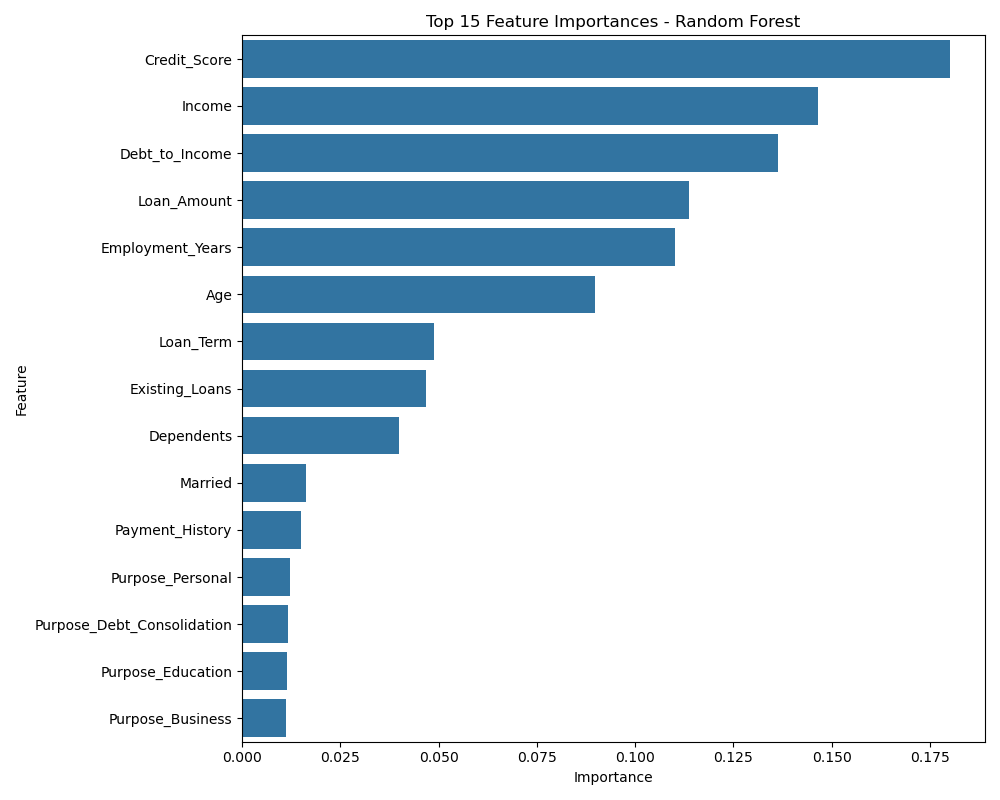 Top 15 Feature Importances - Random Forest
Credit_Score
Income
Debt_to_Income
Loan_Amount
Employment_Years
Age
Loan_Term
Existing_Loans
Dependents
Married
Payment_History
Purpose_Personal
Purpose_Debt_Consolidation
Purpose_Education
Purpose_Business
Feature
0.000 0.025 0.050 0.075 0.100 0.125 0.150 0.175
Importance